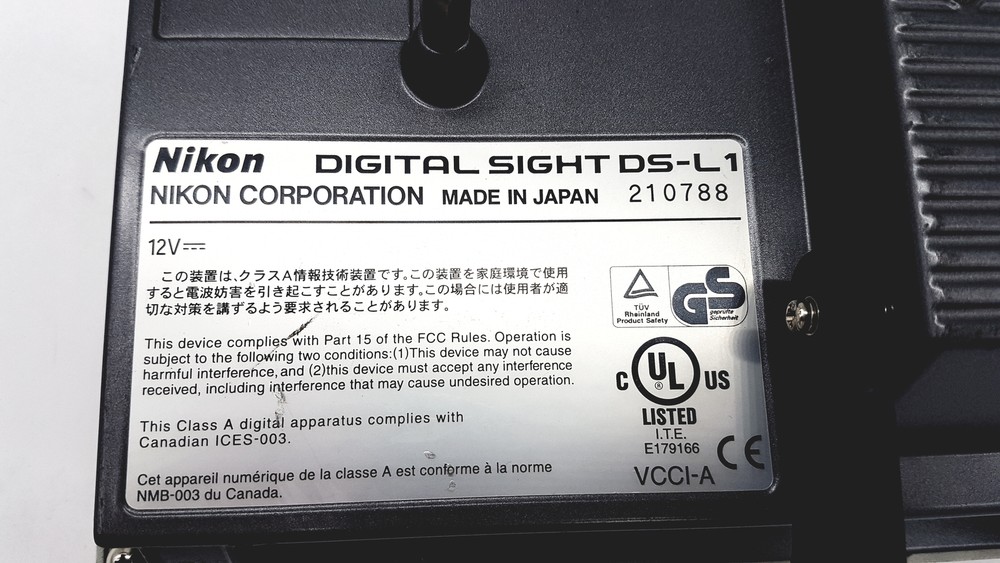 Nikon DIGITAL SIGHT DS-L1
NIKON CORPORATION MADE IN JAPAN 210788
12V⎓
この装置は、クラスA情報技術装置です。この装置を家庭環境で使用
すると電波妨害を引き起こすことがあります。この場合には使用者が適
切な対策を講ずるよう要求されることがあります。
This device complies with Part 15 of the FCC Rules. Operation is
subject to the following two conditions:(1)This device may not cause
harmful interference, and (2)this device must accept any interference
received, including interference that may cause undesired operation.
This Class A digital apparatus complies with
Canadian ICES-003.
Cet appareil numérique de la classe A est conforme à la norme
NMB-003 du Canada.
TÜV
Rheinland
Product Safety
GS
geprüfte
Sicherheit
C UL ® US
LISTED
I.T.E.
E179166
CE
VCCI-A